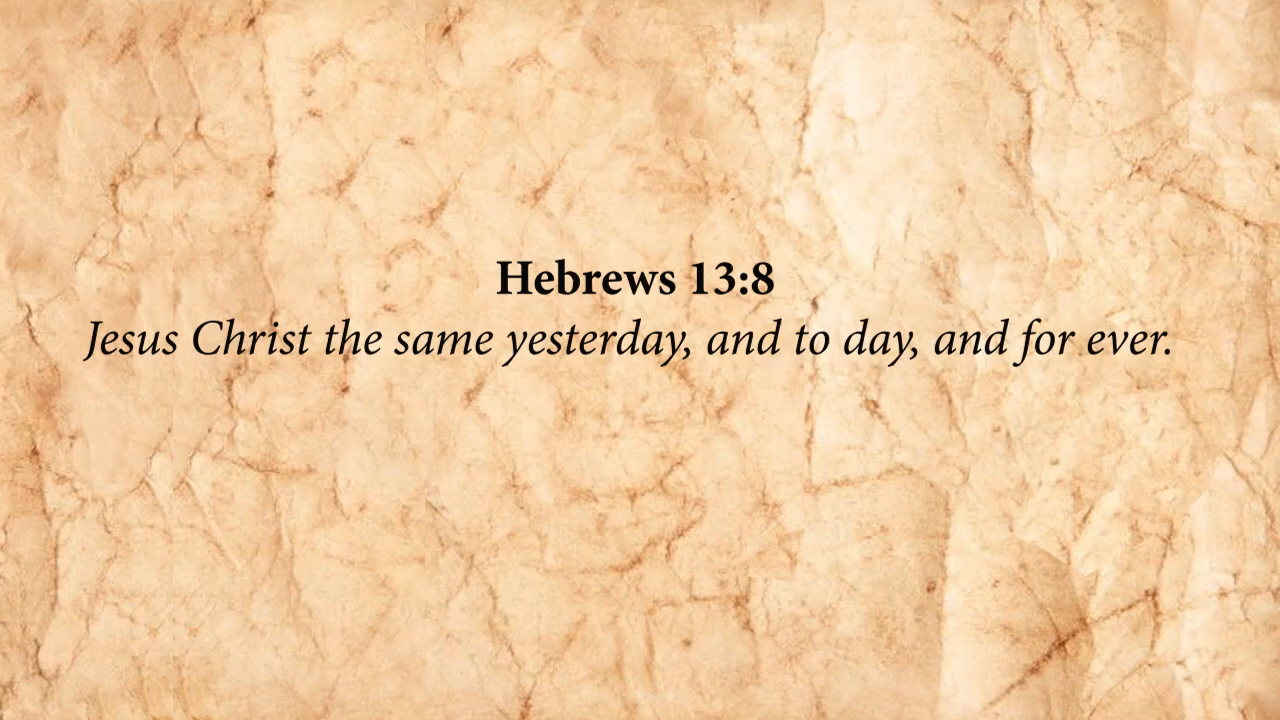 Hebrews 13:8
Jesus Christ the same yesterday, and to day, and for ever.